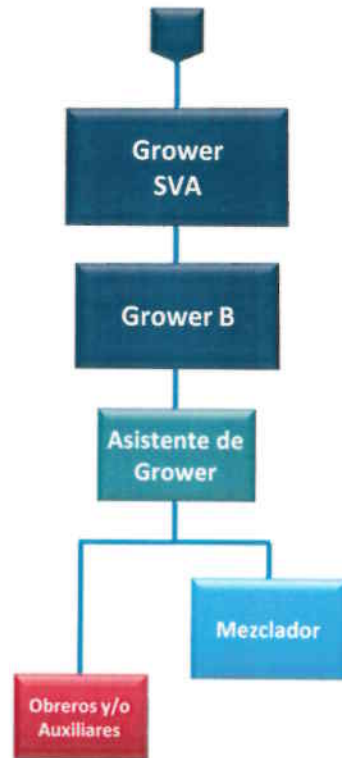 Grower
SVA
Grower B
Asistente de
Grower
Mezclador
Obreros y/o
Auxiliares